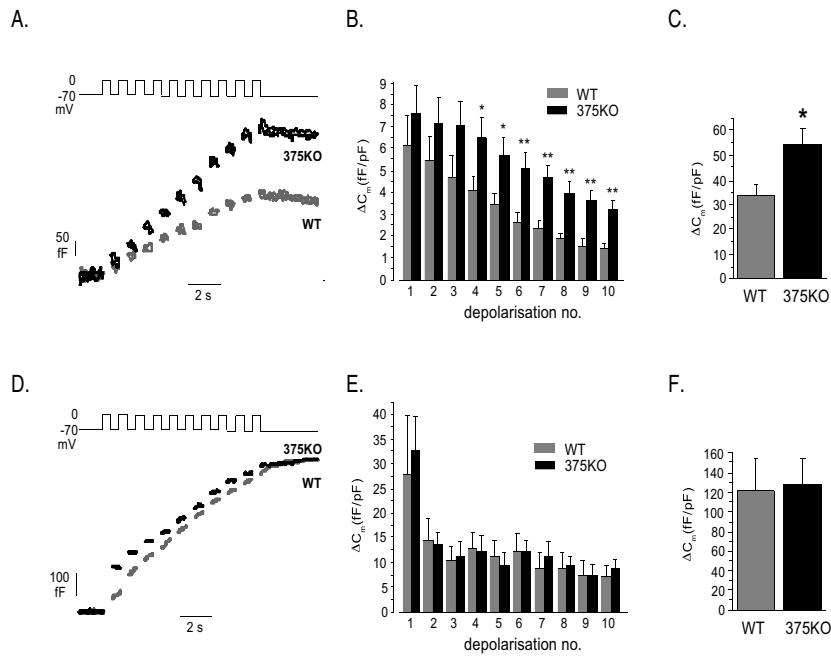 A.
0
-70
mV
375KO
WT
50
fF
2 s
B.
ΔCm(fF/pF)
9
8
7
6
5
4
3
2
1
0
WT
375KO
*
*
**
**
**
**
**
1 2 3 4 5 6 7 8 9 10
depolarisation no.
C.
ΔCm(fF/pF)
60
50
40
30
20
10
0
*
WT 375KO
D.
0
-70
mV
375KO
WT
100
fF
2 s
E.
ΔCm(fF/pF)
40
35
30
25
20
15
10
5
0
WT
375KO
1 2 3 4 5 6 7 8 9 10
depolarisation no.
F.
ΔCm(fF/pF)
160
140
120
100
80
60
40
20
0
WT 375KO